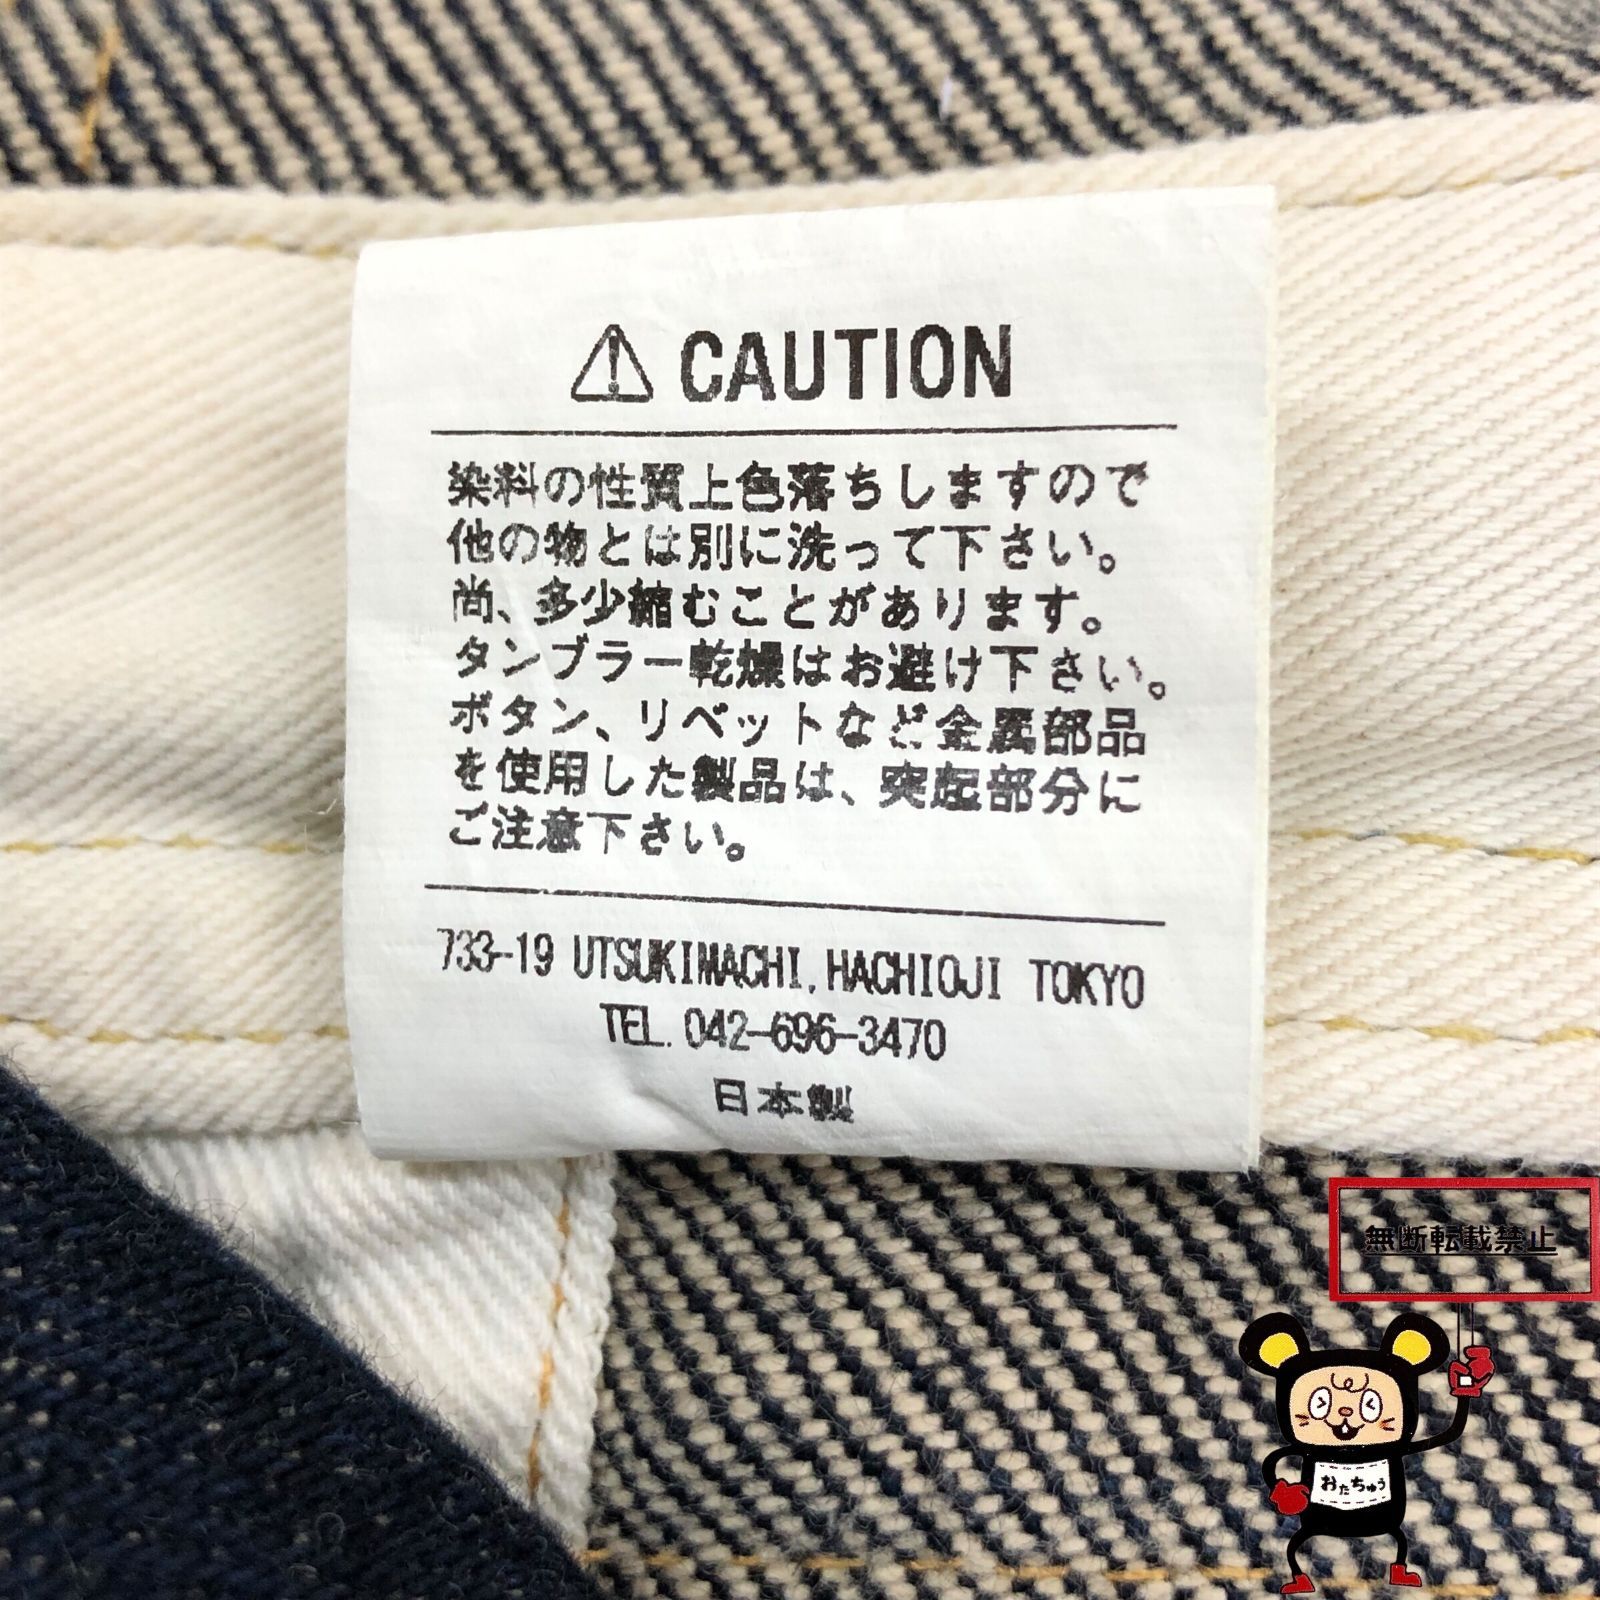 CAUTION
染料の性質上色落ちしますので
他の物とは別に洗って下さい。
尚、多少縮むことがあります。
タンブラー乾燥はお避け下さい。
ボタン、リベットなど金属部品
を使用した製品は、突起部分に
ご注意下さい。
733-19 UTSUKIMACHI, HACHIOJI TOKYO
TEL. 042-696-3470
日本製
無断転載禁止
おたちゅう